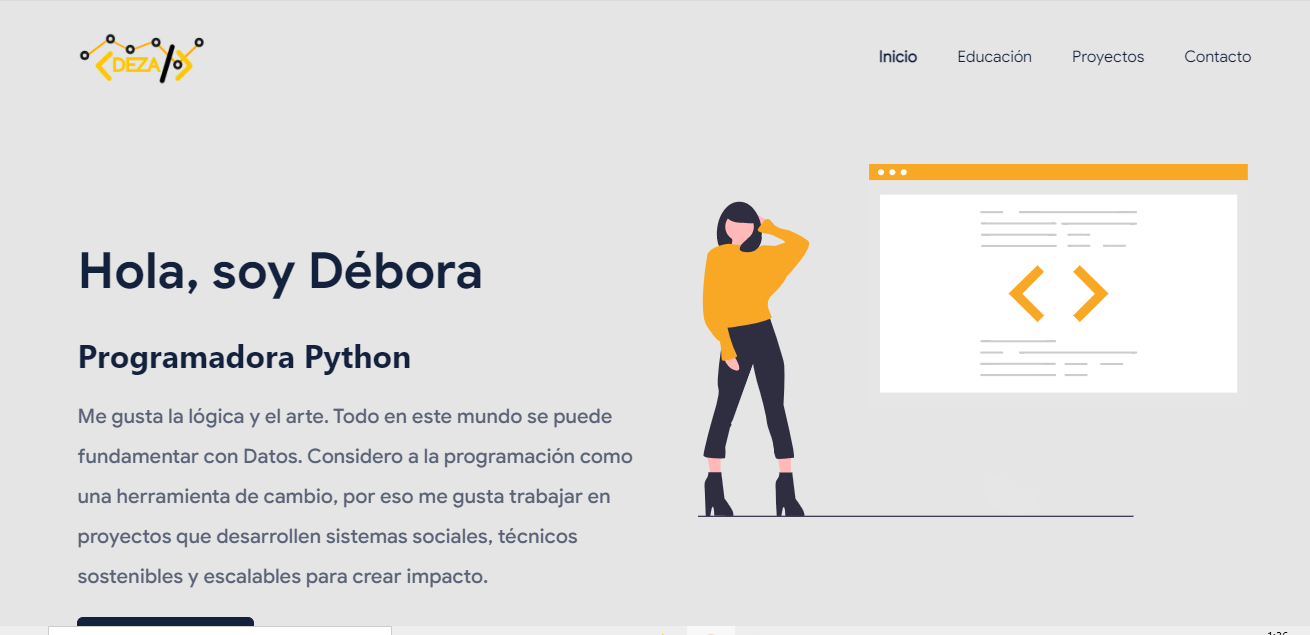 DEZA
Inicio
Educación
Proyectos
Contacto
Hola, soy Débora
Programadora Python
Me gusta la lógica y el arte. Todo en este mundo se puede
fundamentar con Datos. Considero a la programación como
una herramienta de cambio, por eso me gusta trabajar en
proyectos que desarrollen sistemas sociales, técnicos
sostenibles y escalables para crear impacto.